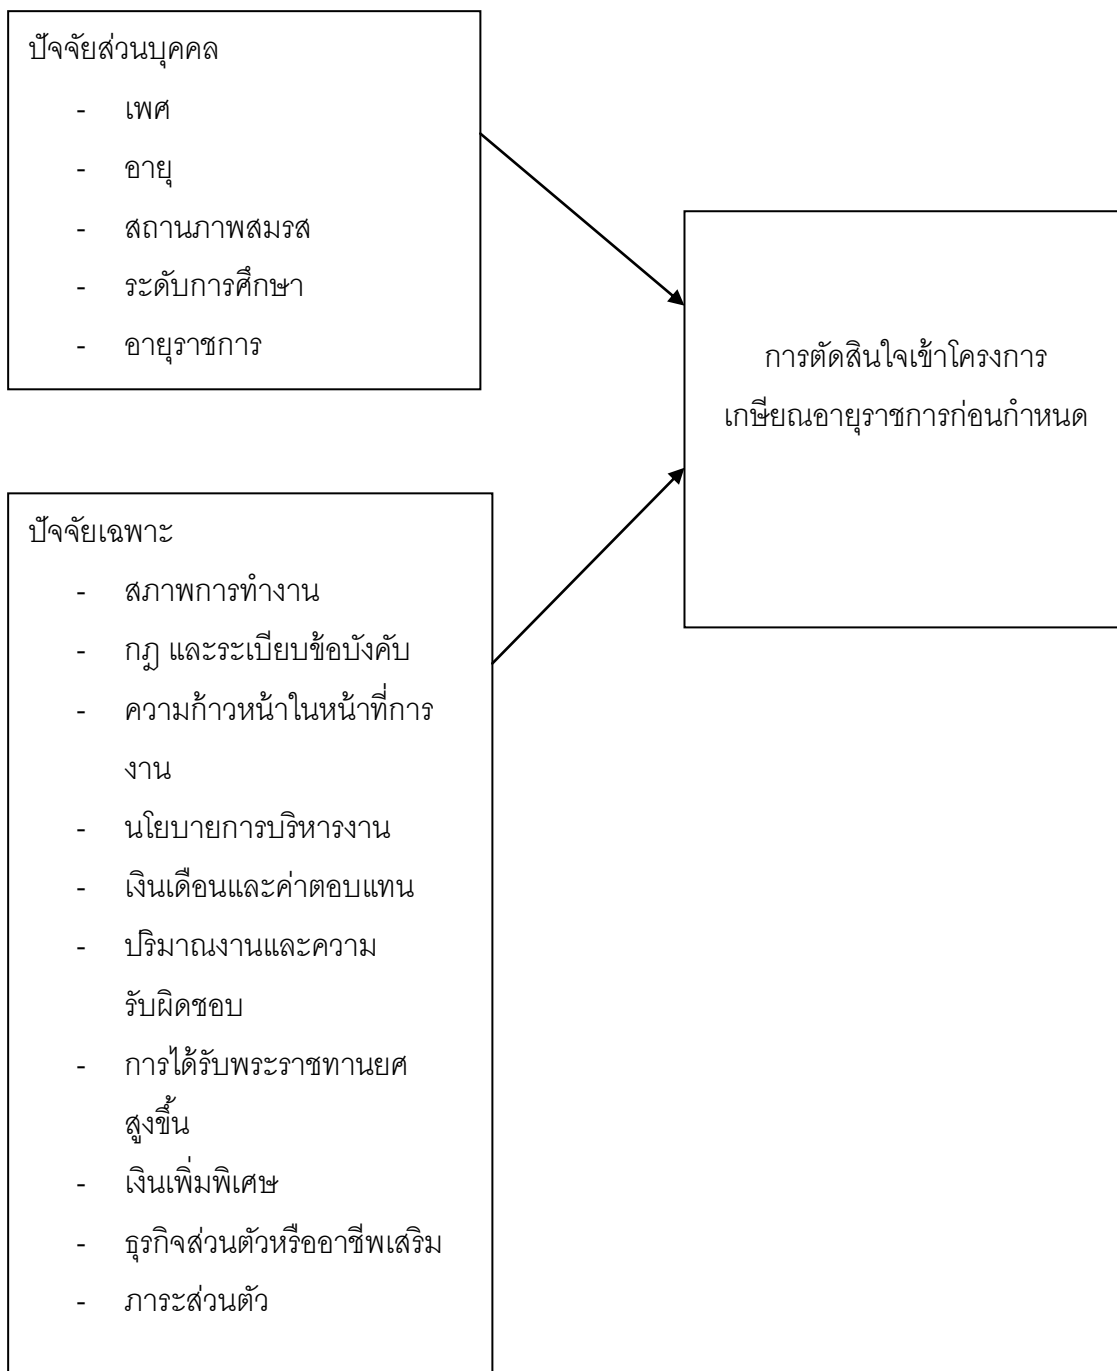 ปัจจัยส่วนบุคคล
- เพศ
- อายุ
- สถานภาพสมรส
- ระดับการศึกษา
- อายุราชการ
การตัดสินใจเข้าโครงการ
เกษียณอายุราชการก่อนกำหนด
ปัจจัยเฉพาะ
- สภาพการทำงาน
- กฎ และระเบียบข้อบังคับ
- ความก้าวหน้าในหน้าที่การ
งาน
- นโยบายการบริหารงาน
- เงินเดือนและค่าตอบแทน
- ปริมาณงานและความ
รับผิดชอบ
- การได้รับพระราชทานยศ
สูงขึ้น
- เงินเพิ่มพิเศษ
- ธุรกิจส่วนตัวหรืออาชีพเสริม
- ภาระส่วนตัว